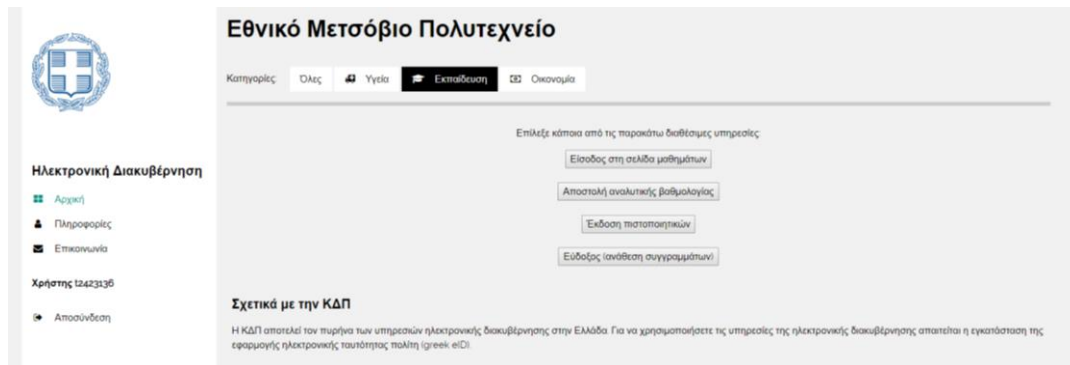 Εθνικό Μετσόβιο Πολυτεχνείο
Κατηγορίες: Όλες Υγεία Εκπαίδευση Οικονομία
Επίλεξε κάποια από τις παρακάτω διαθέσιμες υπηρεσίες:
Είσοδος στη σελίδα μαθημάτων
Αποστολή αναλυτικής βαθμολογίας
Έκδοση πιστοποιητικών
Εύδοξος (ανάθεση συγγραμμάτων)
Ηλεκτρονική Διακυβέρνηση
Αρχική
Πληροφορίες
Επικοινωνία
Χρήστης t2423136
Αποσύνδεση
Σχετικά με την ΚΔΠ
Η ΚΔΠ αποτελεί τον πυρήνα των υπηρεσιών ηλεκτρονικής διακυβέρνησης στην Ελλάδα. Για να χρησιμοποιήσετε τις υπηρεσίες της ηλεκτρονικής διακυβέρνησης απαιτείται η εγκατάσταση της
εφαρμογής ηλεκτρονικής ταυτότητας πολίτη (greek eID)